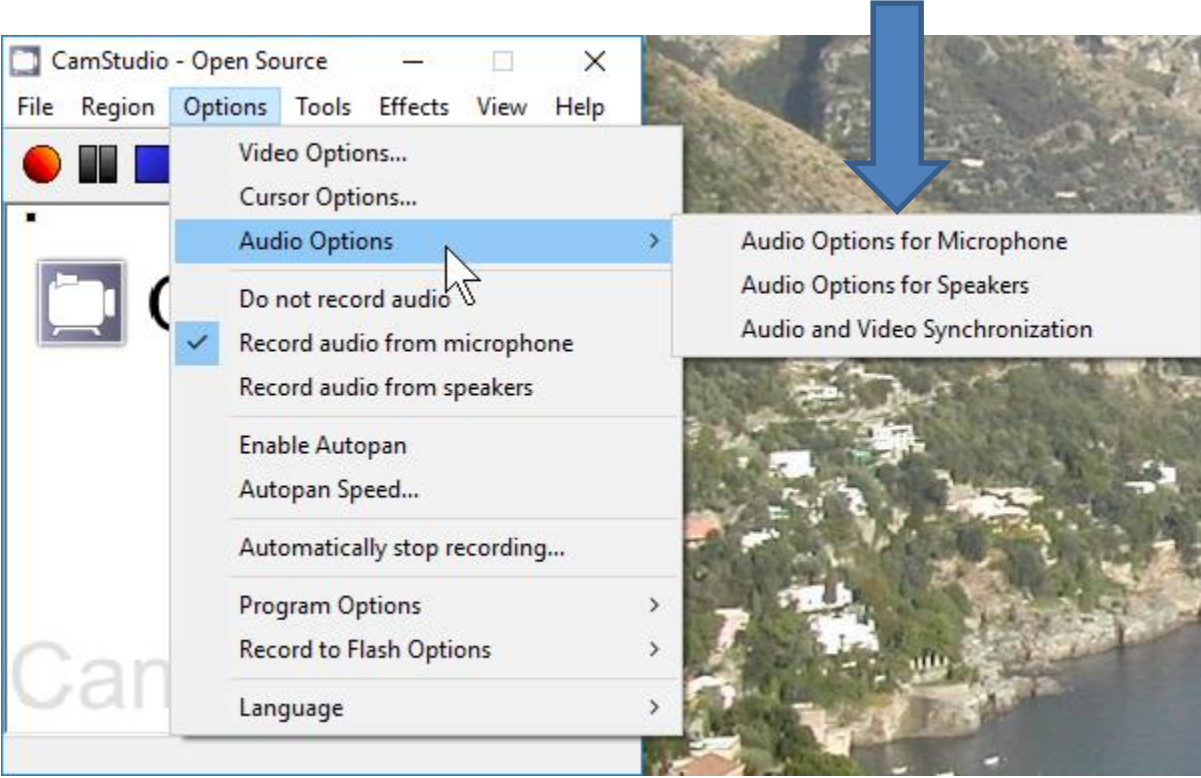 CamStudio - Open Source
File Region Options Tools Effects View Help
Video Options...
Cursor Options...
Audio Options
Audio Options for Microphone
Audio Options for Speakers
Audio and Video Synchronization
Do not record audio
Record audio from microphone
Record audio from speakers
Enable Autopan
Autopan Speed...
Automatically stop recording...
Program Options
Record to Flash Options
Language
Cam